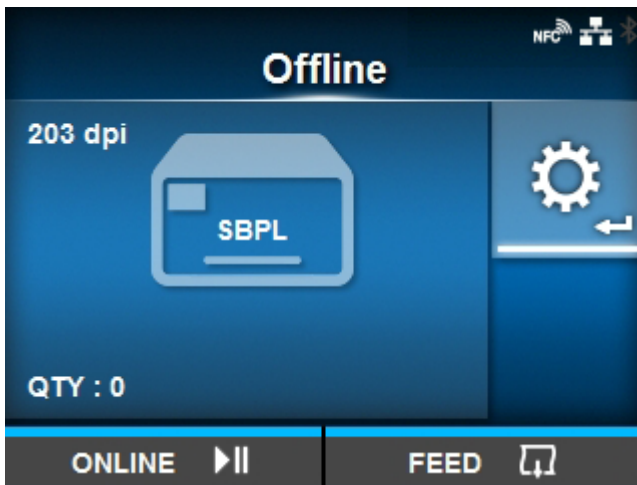 NFC
Offline
203 dpi
SBPL
QTY : 0
ONLINE
FEED